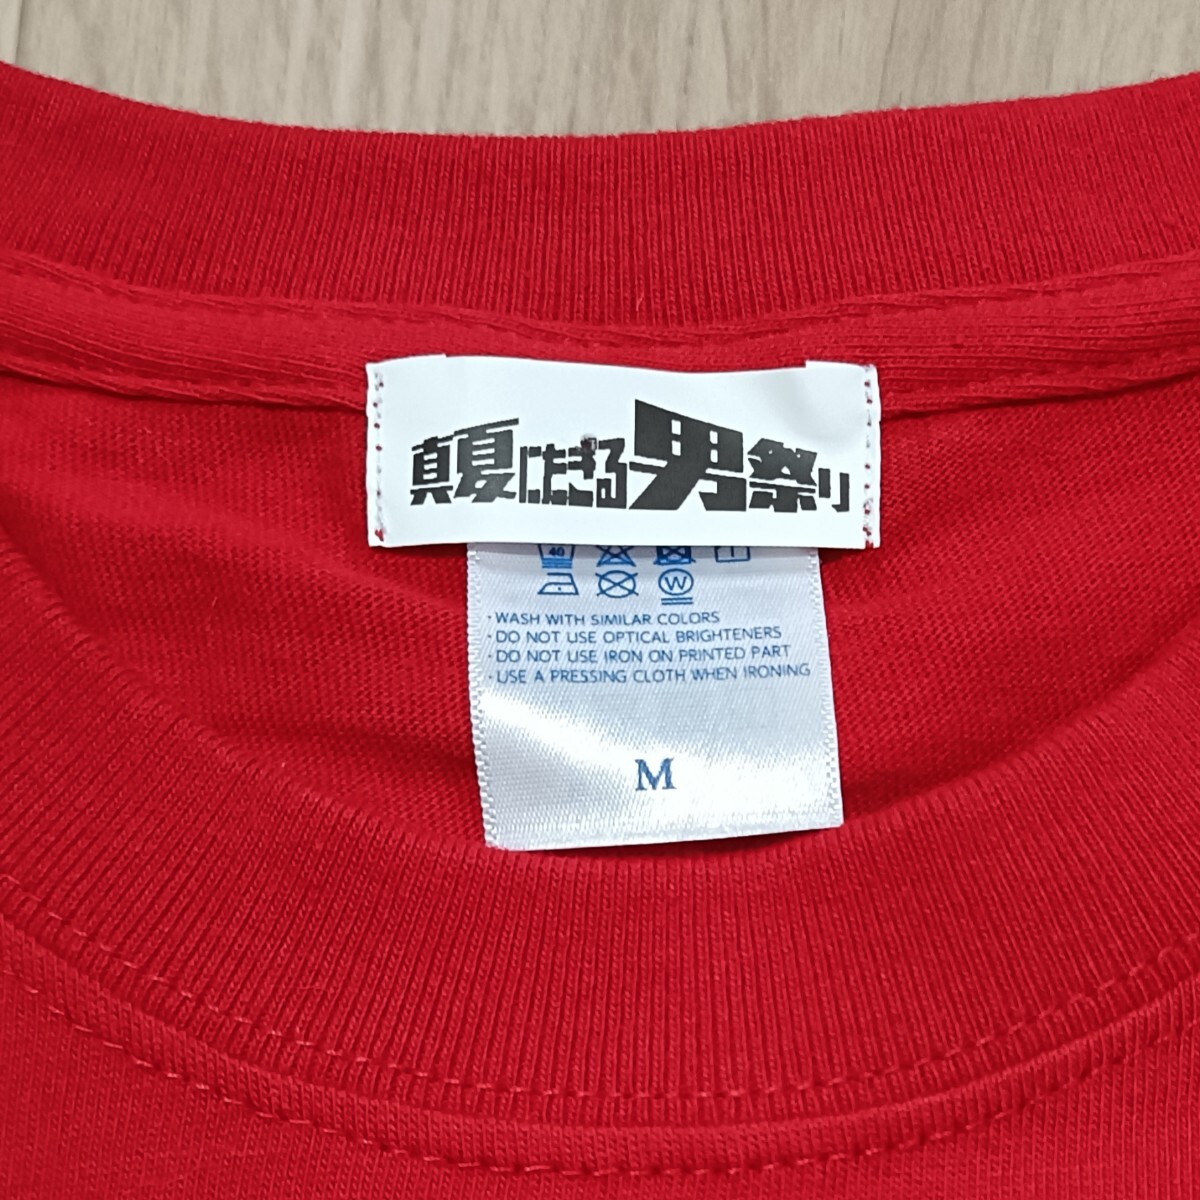 真夏にたぎる男祭り
40
W
・WASH WITH SIMILAR COLORS
・DO NOT USE OPTICAL BRIGHTENERS
・DO NOT USE IRON ON PRINTED PART
・USE A PRESSING CLOTH WHEN IRONING
M